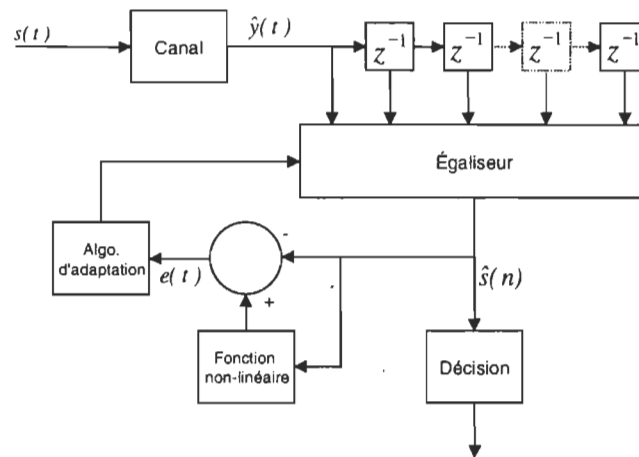 s(t)
Canal
ŷ(t)
z⁻¹
z⁻¹
z⁻¹
z⁻¹
Égaliseur
Algo.
d'adaptation
e(t)
-
+
ŝ(n)
Fonction
non-linéaire
Décision